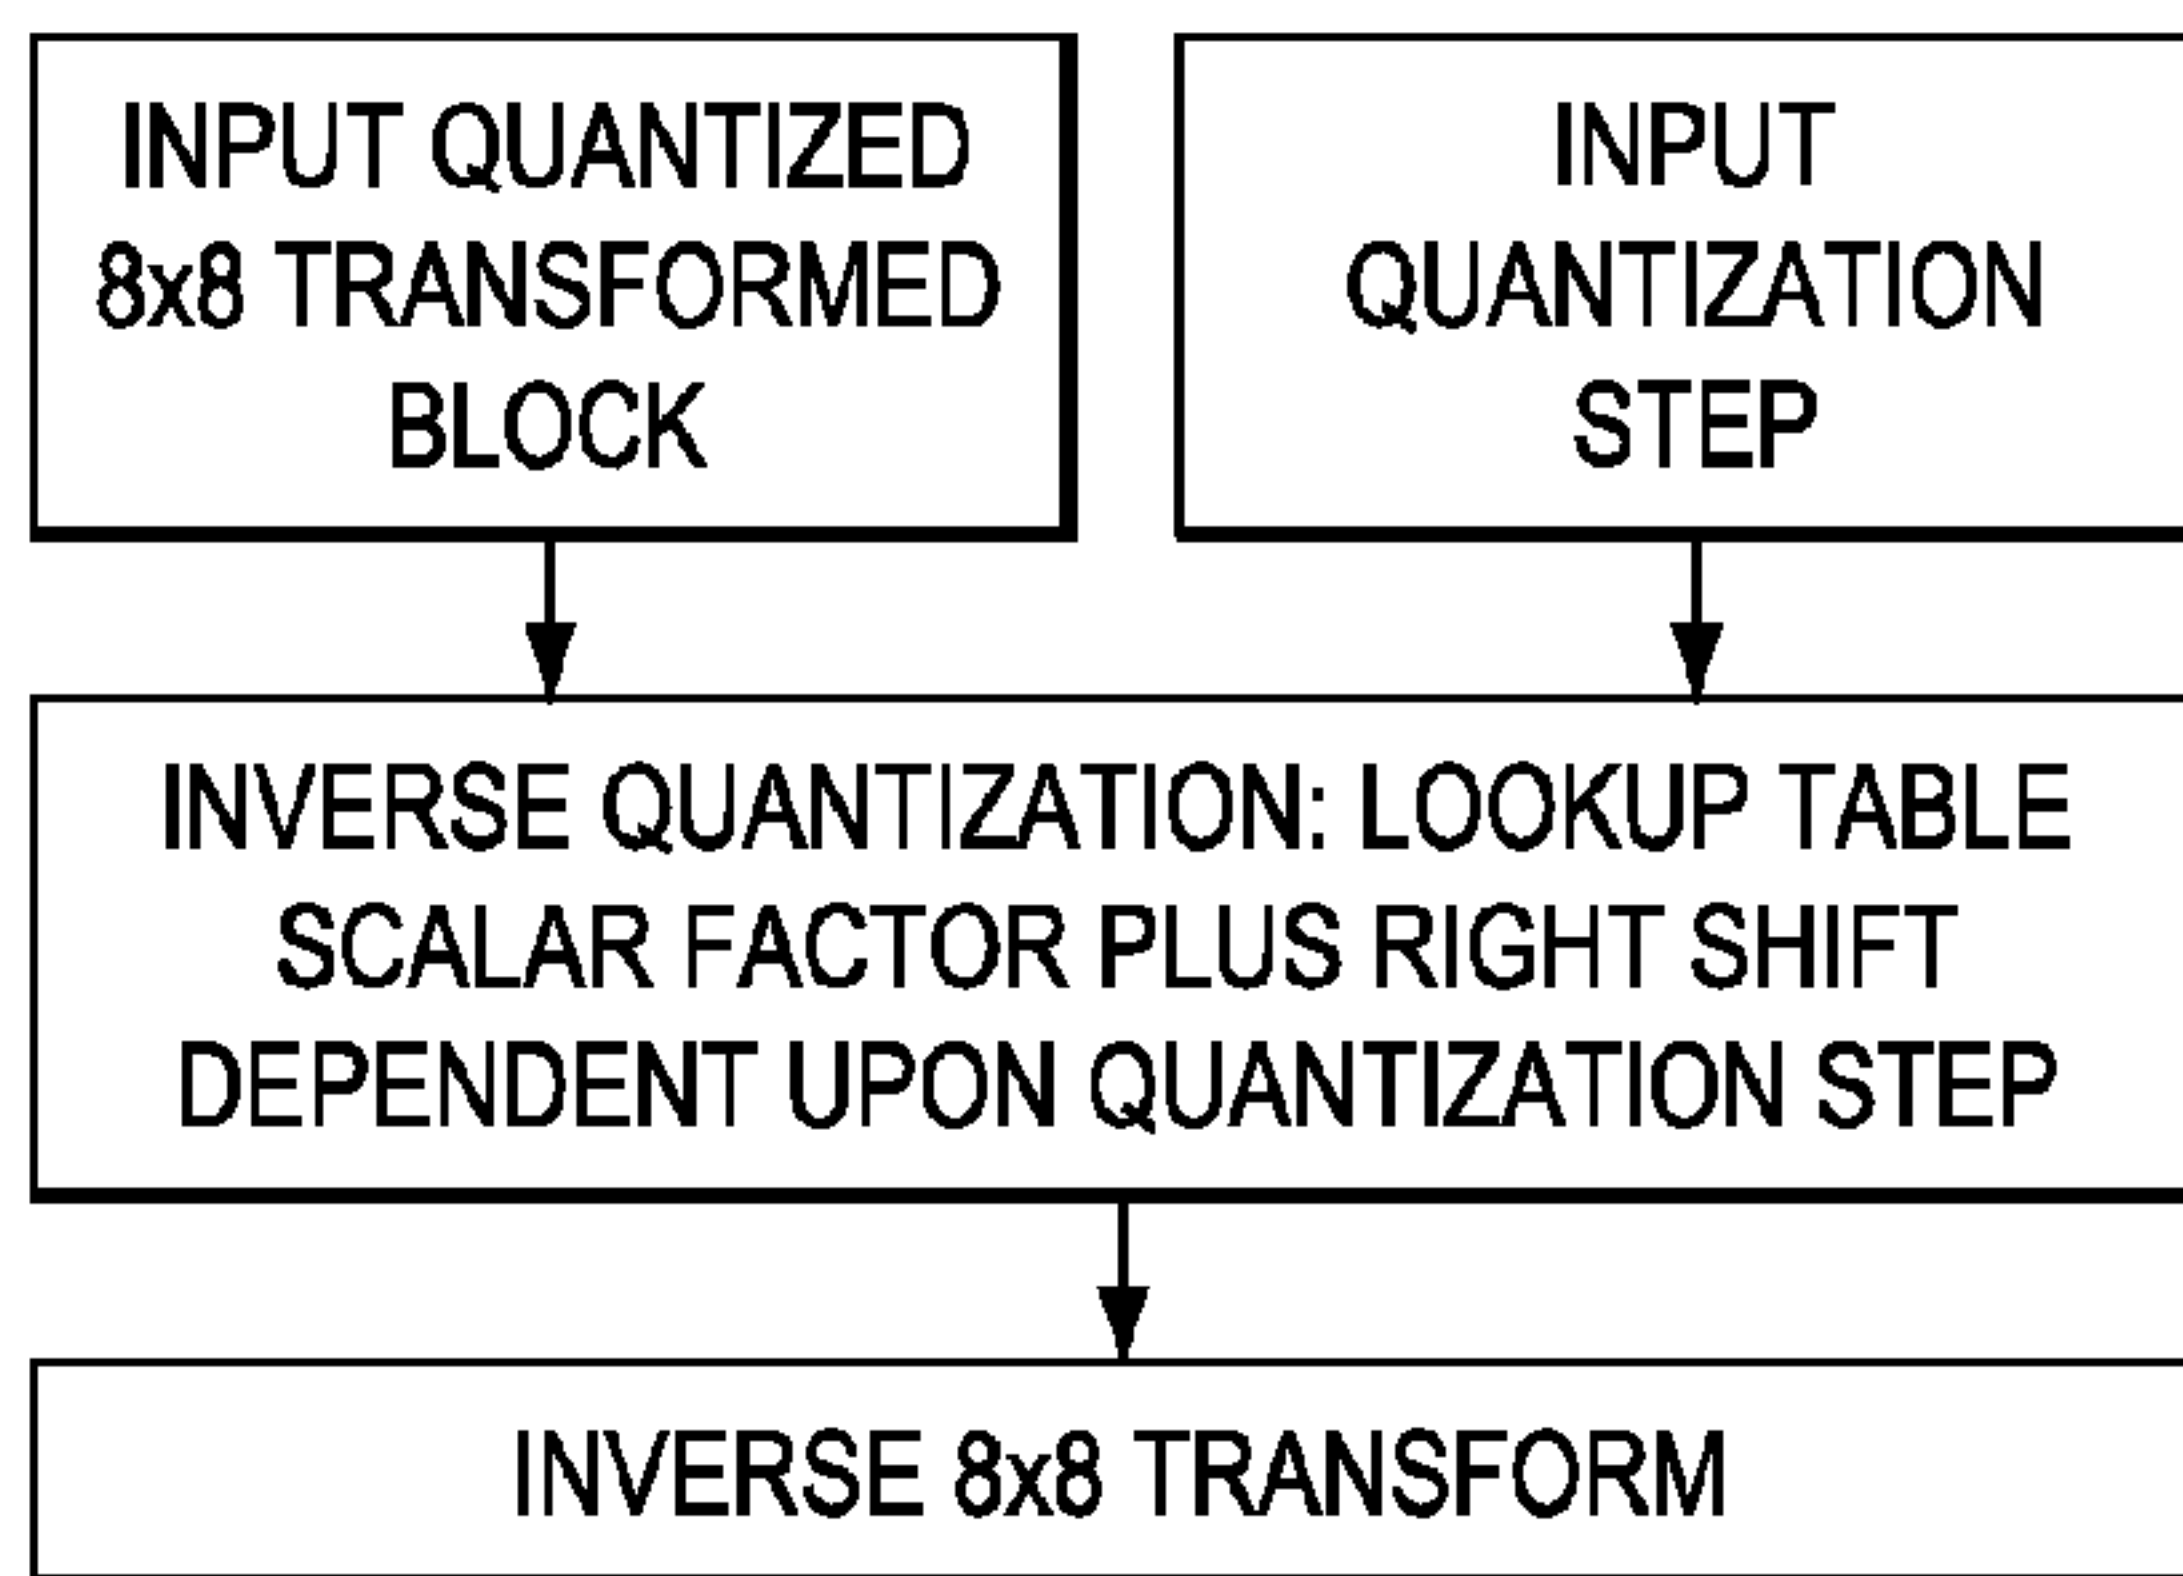 INPUT QUANTIZED
8x8 TRANSFORMED
BLOCK
INPUT
QUANTIZATION
STEP
INVERSE QUANTIZATION: LOOKUP TABLE
SCALAR FACTOR PLUS RIGHT SHIFT
DEPENDENT UPON QUANTIZATION STEP
INVERSE 8x8 TRANSFORM